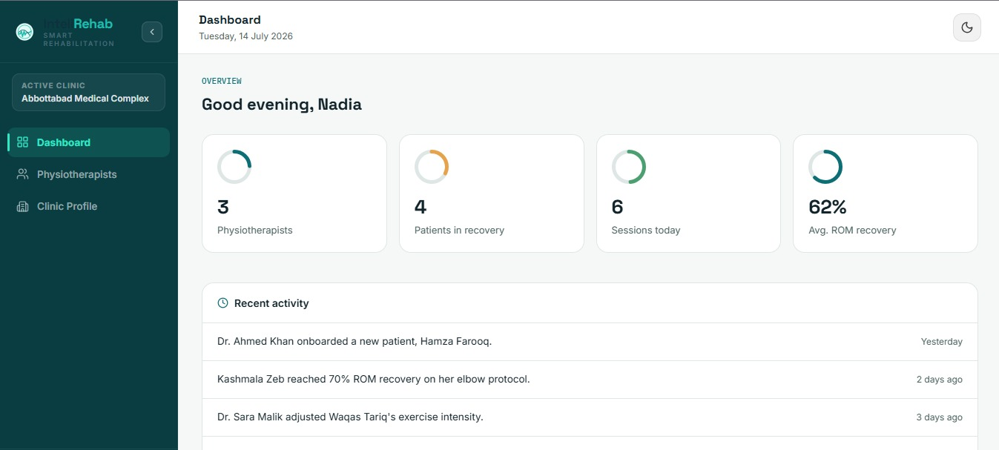 InteliRehab
SMART
REHABILITATION
ACTIVE CLINIC
Abbottabad Medical Complex
Dashboard
Physiotherapists
Clinic Profile
Dashboard
Tuesday, 14 July 2026
OVERVIEW
Good evening, Nadia
3
Physiotherapists
4
Patients in recovery
6
Sessions today
62%
Avg. ROM recovery
Recent activity
Dr. Ahmed Khan onboarded a new patient, Hamza Farooq.
Yesterday
Kashmala Zeb reached 70% ROM recovery on her elbow protocol.
2 days ago
Dr. Sara Malik adjusted Waqas Tariq's exercise intensity.
3 days ago